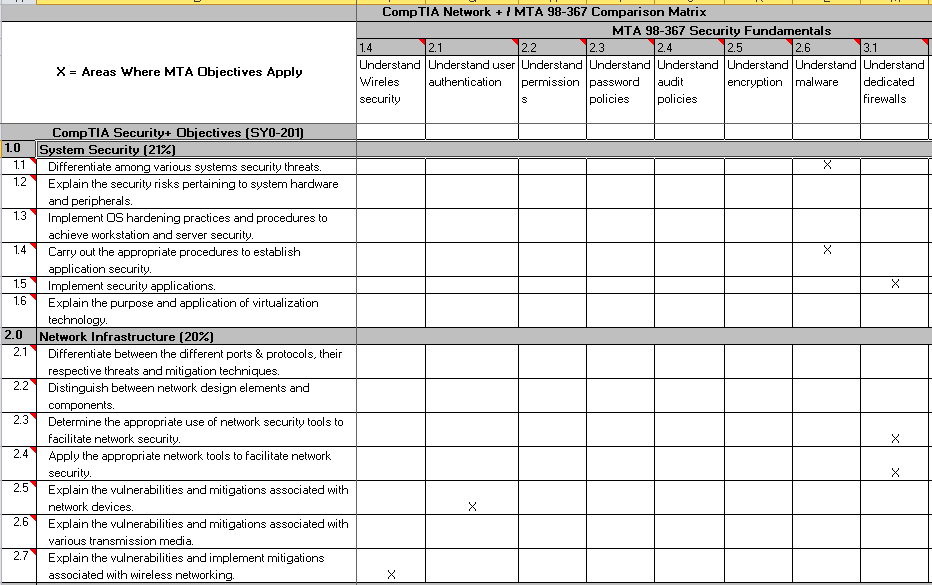 CompTIA Network + / MTA 98-367 Comparison Matrix
MTA 98-367 Security Fundamentals
X = Areas Where MTA Objectives Apply
1.4 2.1 2.2 2.3 2.4 2.5 2.6 3.1
Understand Wireles security
Understand user authentication
Understand permission s
Understand password policies
Understand audit policies
Understand encryption
Understand malware
Understand dedicated firewalls
CompTIA Security+ Objectives (SY0-201)
1.0 System Security (21%)
1.1 Differentiate among various systems security threats. X
1.2 Explain the security risks pertaining to system hardware
and peripherals.
1.3 Implement OS hardening practices and procedures to
achieve workstation and server security.
1.4 Carry out the appropriate procedures to establish X
application security.
1.5 Implement security applications. X
1.6 Explain the purpose and application of virtualization
technology.
2.0 Network Infrastructure (20%)
2.1 Differentiate between the different ports & protocols, their
respective threats and mitigation techniques.
2.2 Distinguish between network design elements and
components.
2.3 Determine the appropriate use of network security tools to
facilitate network security. X
2.4 Apply the appropriate network tools to facilitate network
security. X
2.5 Explain the vulnerabilities and mitigations associated with
network devices. X
2.6 Explain the vulnerabilities and mitigations associated with
various transmission media.
2.7 Explain the vulnerabilities and implement mitigations
associated with wireless networking. X